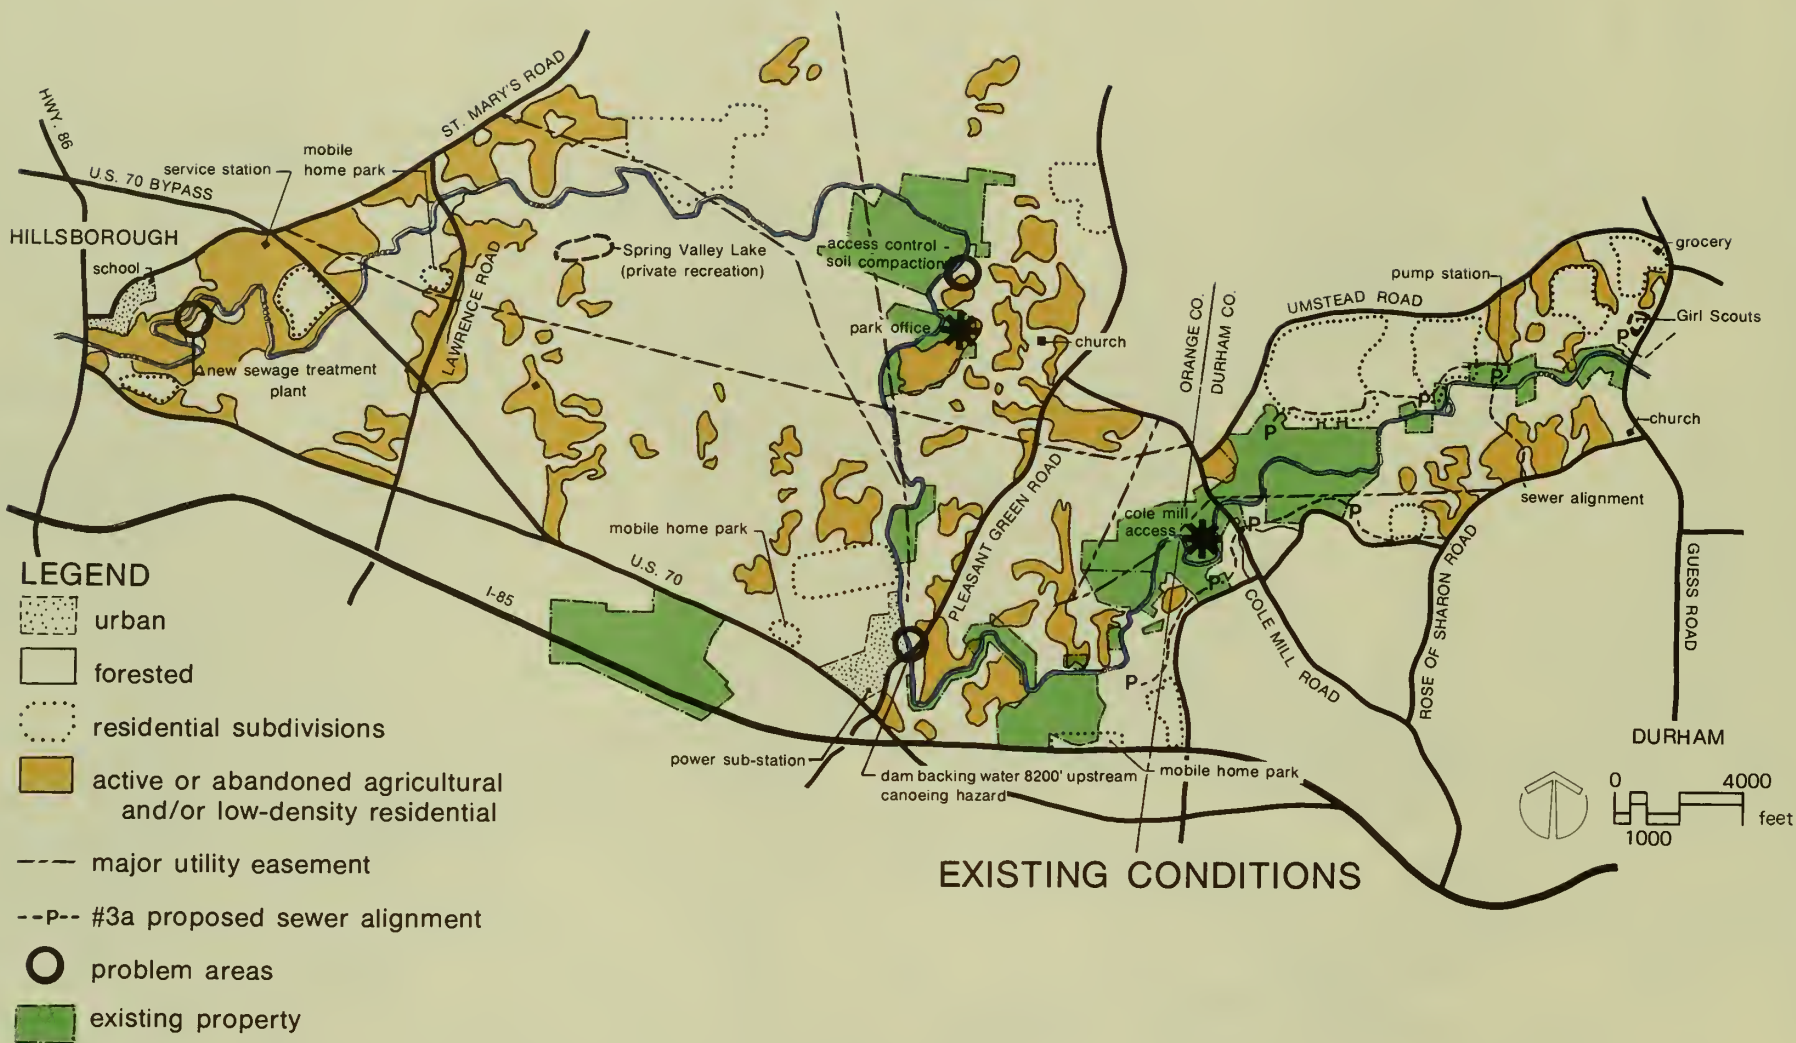 HWY. 86
ST. MARY'S ROAD
mobile
home park
service station
U.S. 70 BYPASS
HILLSBOROUGH
school
new sewage treatment
plant
LAWRENCE ROAD
Spring Valley Lake
(private recreation)
access control -
soil compaction
park office
church
ORANGE CO.
DURHAM CO.
UMSTEAD ROAD
pump station
grocery
Girl Scouts
P
P
P
P
church
sewer alignment
PLEASANT GREEN ROAD
cole mill
access
P
P
P
P
mobile home park
U.S. 70
I-85
COLE MILL ROAD
ROSE OF SHARON ROAD
GUESS ROAD
DURHAM
power sub-station
dam backing water 8200' upstream
canoeing hazard
mobile home park
0 4000
feet
1000
EXISTING CONDITIONS
LEGEND
urban
forested
residential subdivisions
active or abandoned agricultural
and/or low-density residential
major utility easement
--P-- #3a proposed sewer alignment
problem areas
existing property